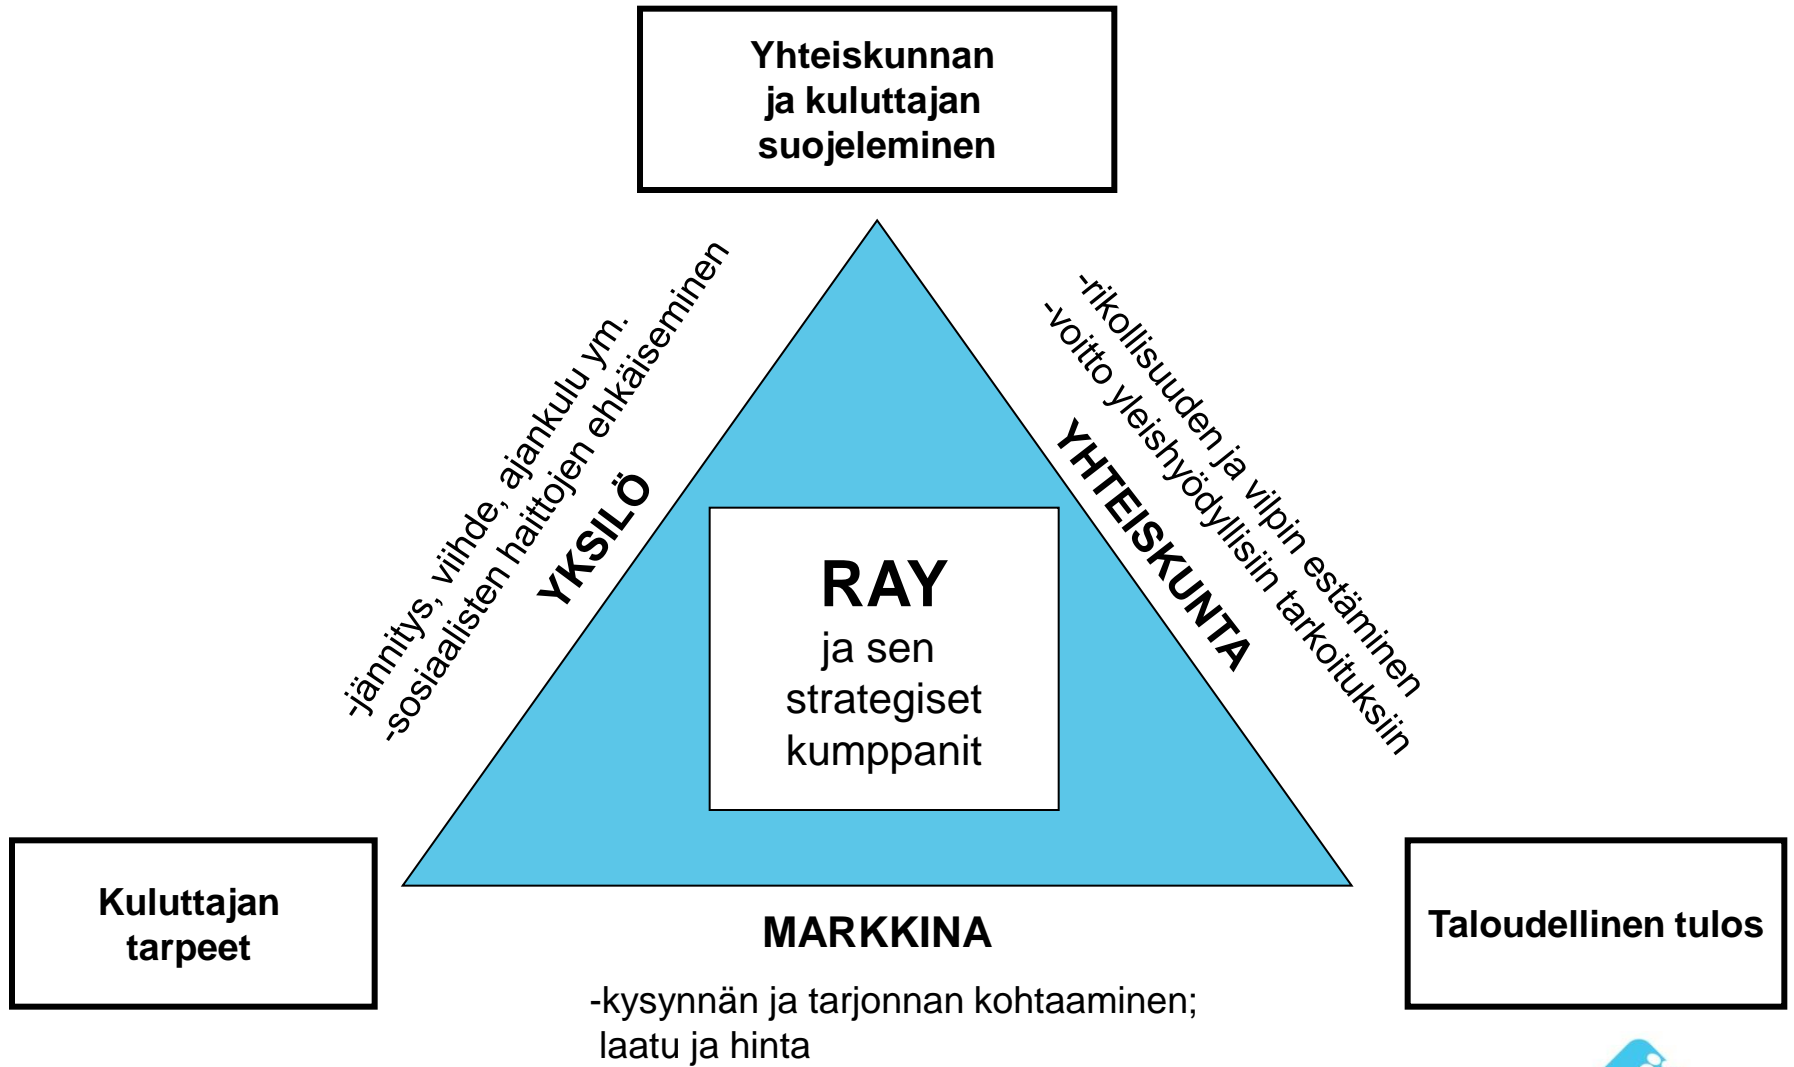 Yhteiskunnan
ja kuluttajan
suojeleminen
-jännitys, viihde, ajankulu ym.
-sosiaalisten haittojen ehkäiseminen
YKSILÖ
-rikollisuuden ja vilpin estäminen
-voitto yleishyödyllisiin tarkoituksiin
YHTEISKUNTA
RAY
ja sen
strategiset
kumppanit
Kuluttajan
tarpeet
MARKKINA
-kysynnän ja tarjonnan kohtaaminen;
laatu ja hinta
Taloudellinen tulos